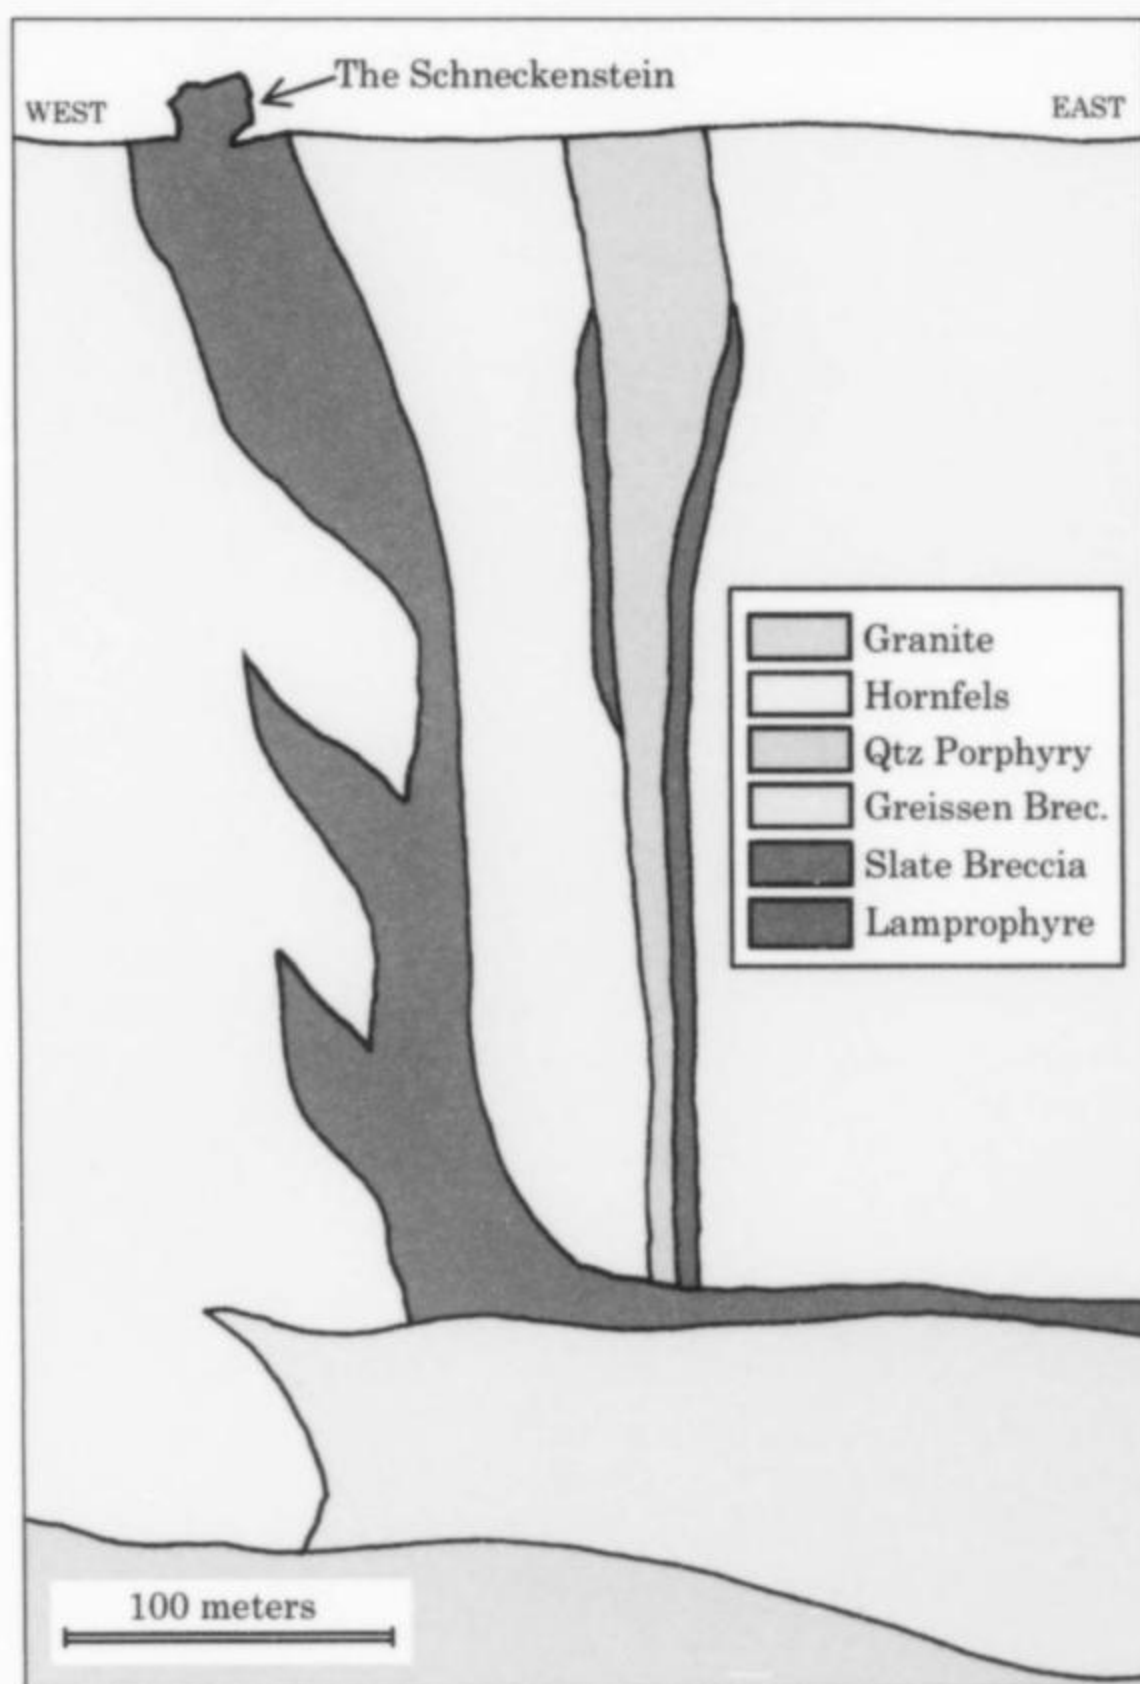 The Schneckenstein
WEST
EAST
Granite
Hornfels
Qtz Porphyry
Greissen Brec.
Slate Breccia
Lamprophyre
100 meters